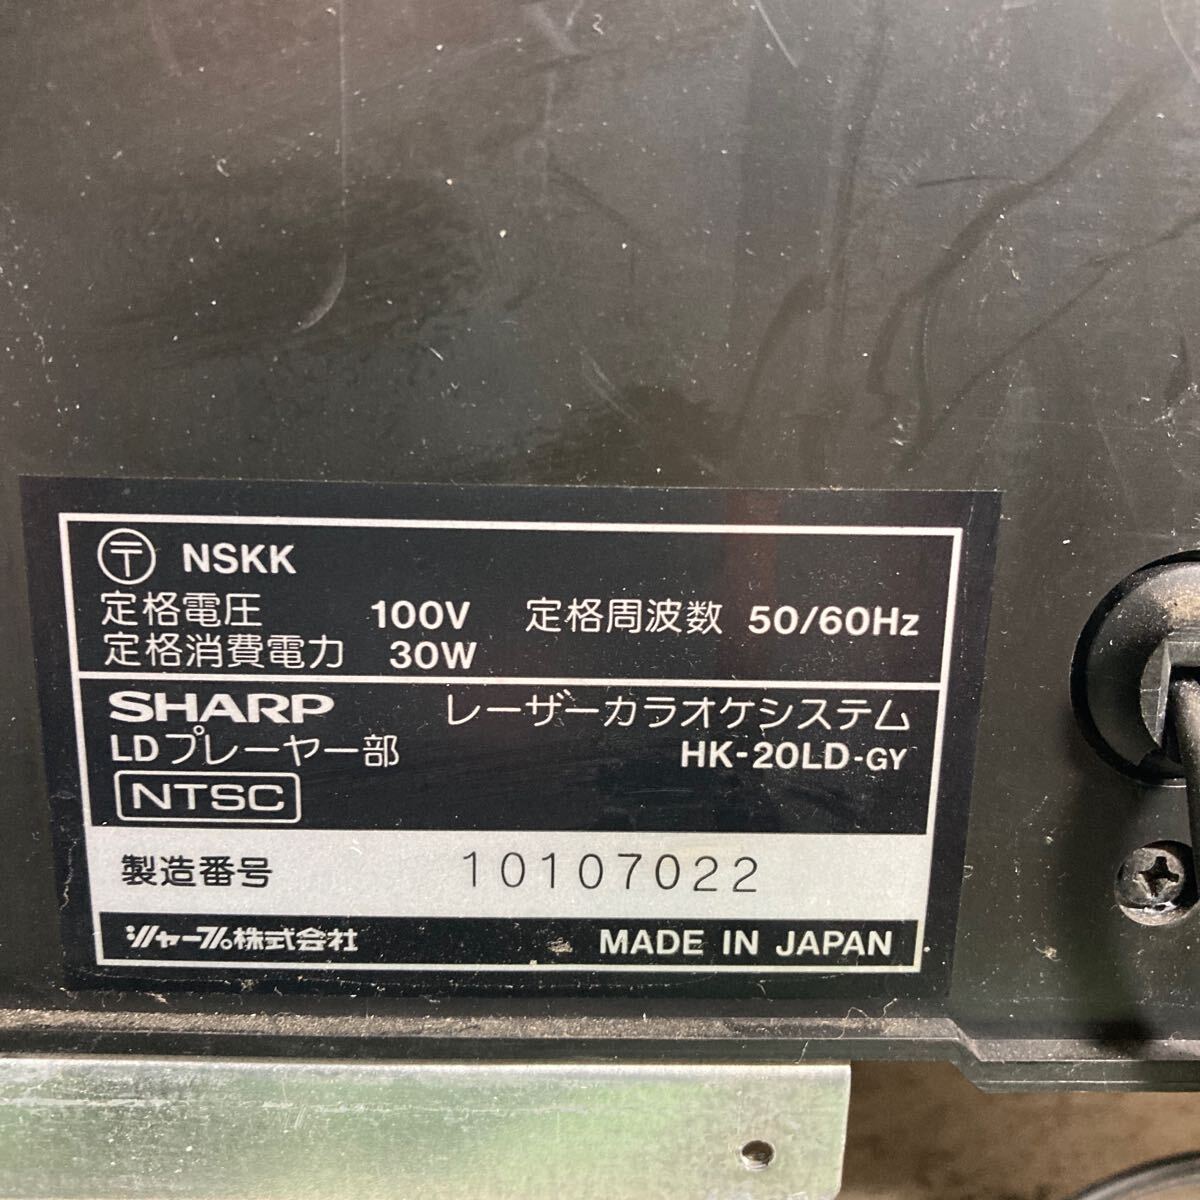 〒 NSKK
定格電圧 100V 定格周波数 50/60Hz
定格消費電力 30W
SHARP レーザーカラオケシステム
LDプレーヤー部 HK-20LD-GY
NTSC
製造番号 10107022
シャープ株式会社 MADE IN JAPAN